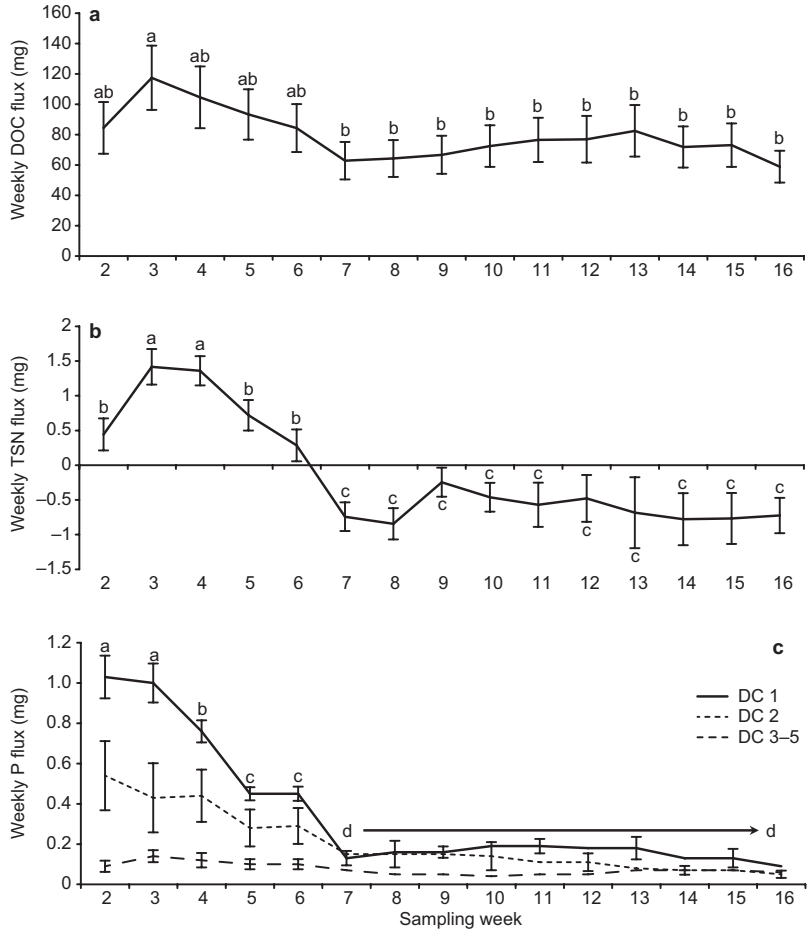 a
Weekly DOC flux (mg)
160
140
120
100
80
60
40
20
0
ab a ab ab ab b b b b b b b b b b
2 3 4 5 6 7 8 9 10 11 12 13 14 15 16
b
Weekly TSN flux (mg)
2
1.5
1
0.5
0
–0.5
–1
–1.5
b a a b b c c c c c c c c c c
2 3 4 5 6 7 8 9 10 11 12 13 14 15 16
c
Weekly P flux (mg)
1.2
1.0
0.8
0.6
0.4
0.2
0
a a b c c d d
DC 1
DC 2
DC 3–5
2 3 4 5 6 7 8 9 10 11 12 13 14 15 16
Sampling week